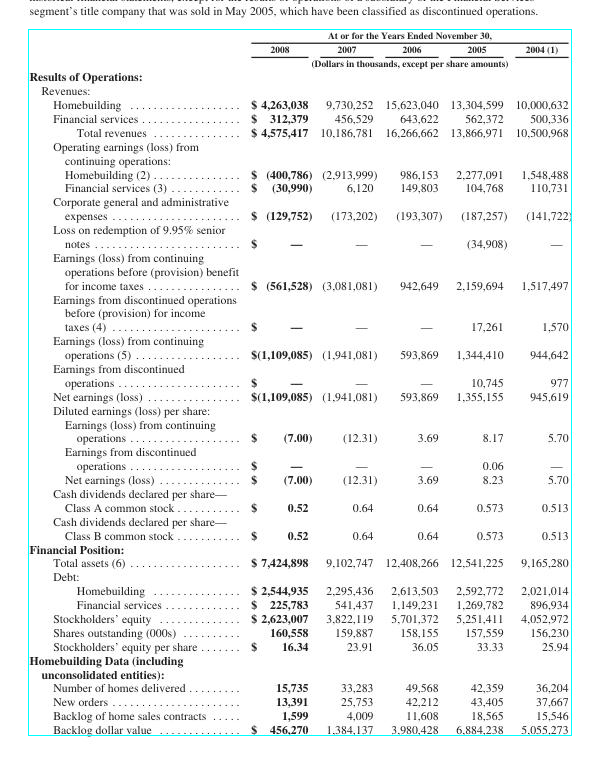 segment's title company that was sold in May 2005, which have been classified as discontinued operations.
At or for the Years Ended November 30,
2008 2007 2006 2005 2004 (1)
(Dollars in thousands, except per share amounts)
Results of Operations:
Revenues:
Homebuilding .................. $ 4,263,038 9,730,252 15,623,040 13,304,599 10,000,632
Financial services ................ $ 312,379 456,529 643,622 562,372 500,336
Total revenues .............. $ 4,575,417 10,186,781 16,266,662 13,866,971 10,500,968
Operating earnings (loss) from
continuing operations:
Homebuilding (2) ............... $ (400,786) (2,913,999) 986,153 2,277,091 1,548,488
Financial services (3) ........... $ (30,990) 6,120 149,803 104,768 110,731
Corporate general and administrative
expenses ..................... $ (129,752) (173,202) (193,307) (187,257) (141,722)
Loss on redemption of 9.95% senior
notes ........................ $ — — — (34,908) —
Earnings (loss) from continuing
operations before (provision) benefit
for income taxes ................ $ (561,528) (3,081,081) 942,649 2,159,694 1,517,497
Earnings from discontinued operations
before (provision) for income
taxes (4) ..................... $ — — — 17,261 1,570
Earnings (loss) from continuing
operations (5) .................. $(1,109,085) (1,941,081) 593,869 1,344,410 944,642
Earnings from discontinued
operations ..................... $ — — — 10,745 977
Net earnings (loss) ................ $(1,109,085) (1,941,081) 593,869 1,355,155 945,619
Diluted earnings (loss) per share:
Earnings (loss) from continuing
operations .................. $ (7.00) (12.31) 3.69 8.17 5.70
Earnings from discontinued
operations .................. $ — — — 0.06 —
Net earnings (loss) ............. $ (7.00) (12.31) 3.69 8.23 5.70
Cash dividends declared per share—
Class A common stock ........... $ 0.52 0.64 0.64 0.573 0.513
Cash dividends declared per share—
Class B common stock ........... $ 0.52 0.64 0.64 0.573 0.513
Financial Position:
Total assets (6) ................... $ 7,424,898 9,102,747 12,408,266 12,541,225 9,165,280
Debt:
Homebuilding ................ $ 2,544,935 2,295,436 2,613,503 2,592,772 2,021,014
Financial services ............. $ 225,783 541,437 1,149,231 1,269,782 896,934
Stockholders' equity .............. $ 2,623,007 3,822,119 5,701,372 5,251,411 4,052,972
Shares outstanding (000s) .......... 160,558 159,887 158,155 157,559 156,230
Stockholders' equity per share ....... $ 16.34 23.91 36.05 33.33 25.94
Homebuilding Data (including
unconsolidated entities):
Number of homes delivered ......... 15,735 33,283 49,568 42,359 36,204
New orders ...................... 13,391 25,753 42,212 43,405 37,667
Backlog of home sales contracts ..... 1,599 4,009 11,608 18,565 15,546
Backlog dollar value .............. $ 456,270 1,384,137 3,980,428 6,884,238 5,055,273